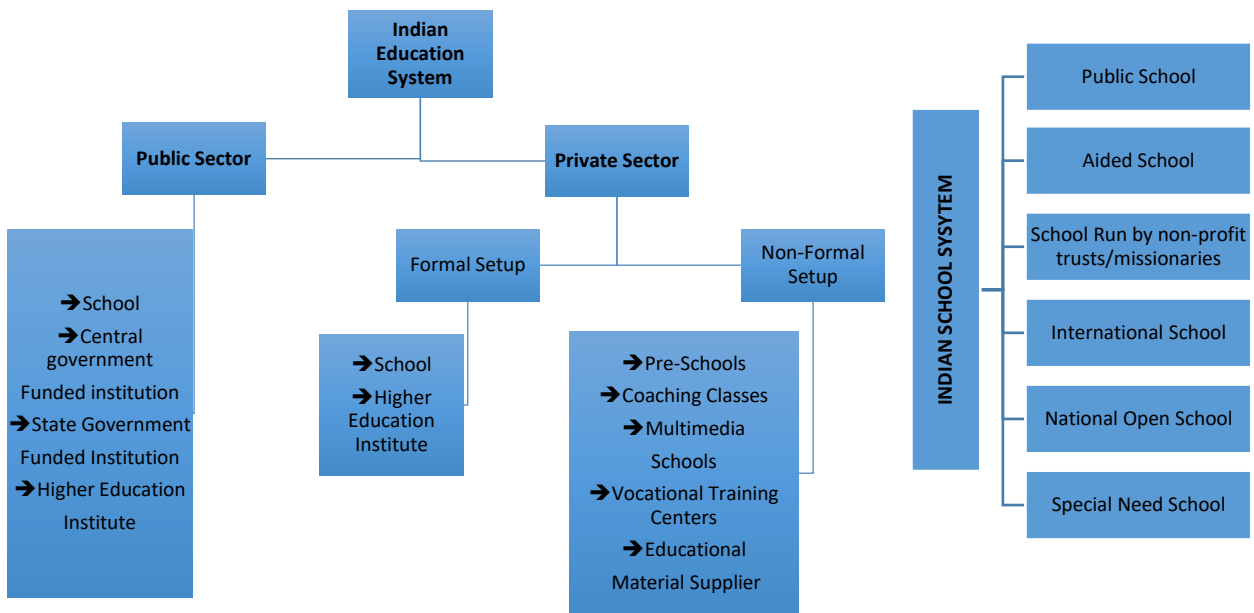 Indian
Education
System
Public Sector
Private Sector
➔School
➔Central
government
Funded institution
➔State Government
Funded Institution
➔Higher Education
Institute
Formal Setup
➔School
➔Higher
Education
Institute
Non-Formal
Setup
➔Pre-Schools
➔Coaching Classes
➔Multimedia
Schools
➔Vocational Training
Centers
➔Educational
Material Supplier
INDIAN SCHOOL SYSYTEM
Public School
Aided School
School Run by non-profit
trusts/missionaries
International School
National Open School
Special Need School